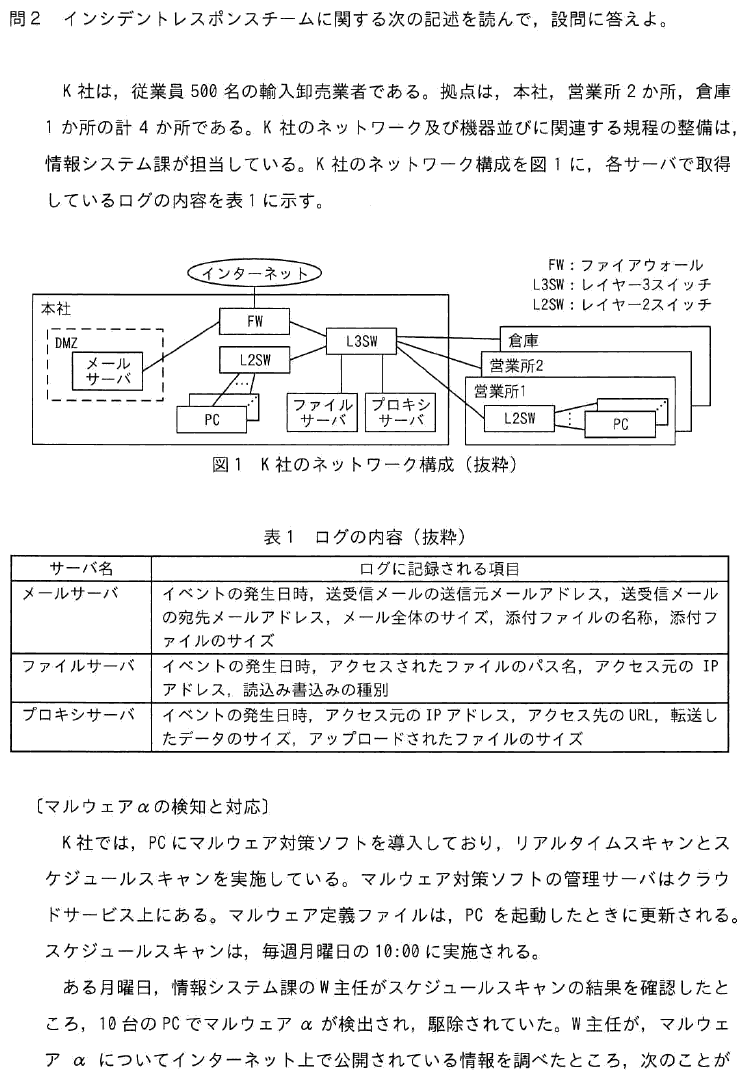 問2 インシデントレスポンスチームに関する次の記述を読んで，設問に答えよ。
K社は，従業員 500 名の輸入卸売業者である。拠点は，本社，営業所 2 か所，倉庫
1 か所の計 4 か所である。K 社のネットワーク及び機器並びに関連する規程の整備は，
情報システム課が担当している。K 社のネットワーク構成を図 1 に，各サーバで取得
しているログの内容を表 1 に示す。
インターネット
FW：ファイアウォール
L3SW：レイヤー3スイッチ
L2SW：レイヤー2スイッチ
本社
FW
DMZ
メール
サーバ
L2SW
L3SW
…
PC
ファイル
サーバ
プロキシ
サーバ
倉庫
営業所2
営業所1
L2SW
PC
図1 K 社のネットワーク構成（抜粋）
表1 ログの内容（抜粋）
サーバ名 ログに記録される項目
メールサーバ イベントの発生日時，送受信メールの送信元メールアドレス，送受信メール
の宛先メールアドレス，メール全体のサイズ，添付ファイルの名称，添付フ
ァイルのサイズ
ファイルサーバ イベントの発生日時，アクセスされたファイルのパス名，アクセス元の IP
アドレス，読込み書込みの種別
プロキシサーバ イベントの発生日時，アクセス元の IP アドレス，アクセス先の URL，転送し
たデータのサイズ，アップロードされたファイルのサイズ
〔マルウェアαの検知と対応〕
K社では，PC にマルウェア対策ソフトを導入しており，リアルタイムスキャンとス
ケジュールスキャンを実施している。マルウェア対策ソフトの管理サーバはクラウ
ドサービス上にある。マルウェア定義ファイルは，PC を起動したときに更新される。
スケジュールスキャンは，毎週月曜日の 10:00 に実施される。
ある月曜日，情報システム課の W 主任がスケジュールスキャンの結果を確認したと
ころ，10 台の PC でマルウェア α が検出され，駆除されていた。W 主任が，マルウェ
ア α についてインターネット上で公開されている情報を調べたところ，次のことが